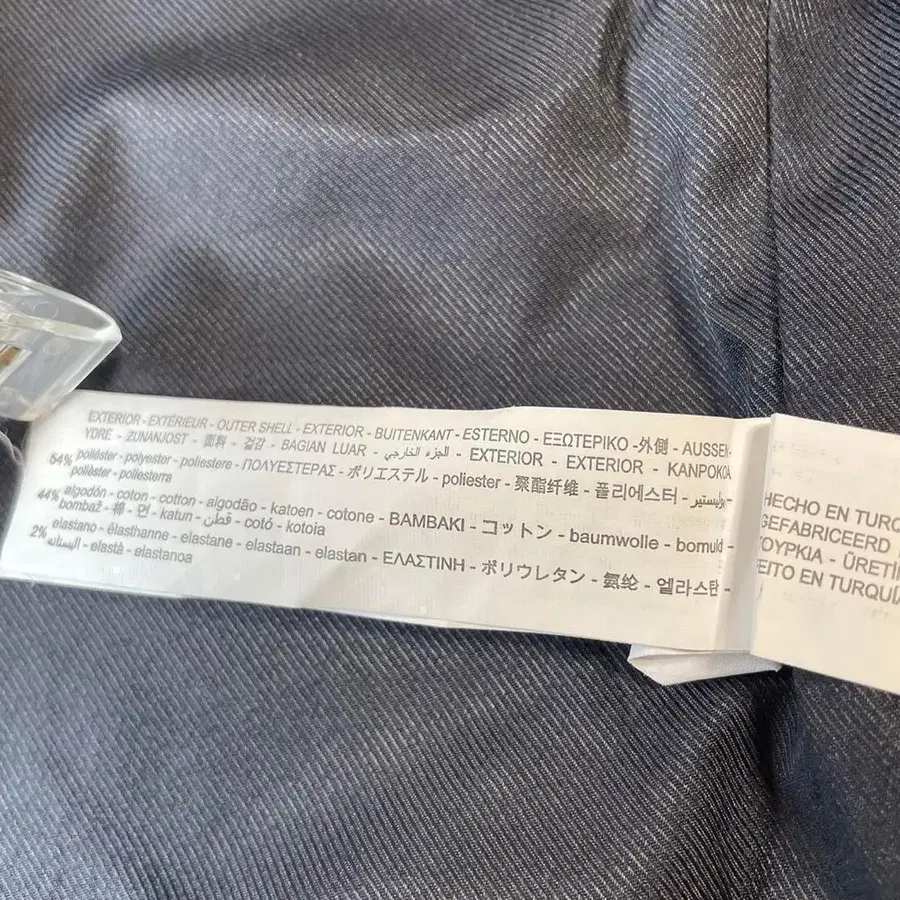 EXTERIOR - EXTÉRIEUR - OUTER SHELL - EXTERIOR - BUITENKANT - ESTERNO - ΕΞΩΤΕΡΙΚΟ - 外側 - AUSSEN
YDRE - ZUNANJOST - 面料 - 겉감 - BAGIAN LUAR - الجزء الخارجي - EXTERIOR - EXTERIOR - KANPOKOA
54% poliéster - polyester - poliestere - ΠΟΛΥΕΣΤΕΡΑΣ - ポリエステル - poliester - 聚酯纤维 - 폴리에스터 - بوليستير -
polièster - poliesterra
44% algodón - coton - cotton - algodão - katoen - cotone - BAMBAKI - コットン - baumwolle - bomuld -
bombaž - 棉 - 면 - katun - قطن - cotó - kotoia
2% elastano - élasthanne - elastane - elastaan - elastan - ΕΛΑΣΤΙΝΗ - ポリウレタン - 氨纶 - 엘라스탄 -
اليستانه - elastà - elastanoa
HECHO EN TURQ
GEFABRICEERD
ΤΟΥΡΚΙΑ - ÜRETİ
FEITO EN TURQUÍA